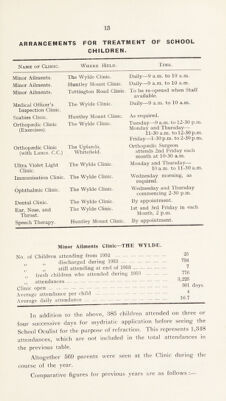 13
ARRANGEMENTS FOR TREATMENT OF SCHOOL
CHILDREN.
NAME OF CLINIC. WHERE HELD. TIME.
Minor Ailments. The Wylde Clinic. Daily—9 a.m. to 10 a.m.
Minor Ailments. Huntley Mount Clinic. Daily—9 a.m. to 10 a.m.
Minor Ailments. Tottington Road Clinic. To be re-opened when Staff
available.
Medical Officer's The Wylde Clinic. Daily—9 a.m. to 10 a.m.
Inspection Clinic.
Scabies Clinic. Huntley Mount Clinic. As required.
Orthopædic Clinic The Wylde Clinic. Tuesday—9 a.m. to 12-30 p.m.
(Exercises). Monday and Thursday—
11-30 a.m. to 12-30 p.m.
Friday—1-30 p.m. to 2-30 p.m.
Orthopædic Clinic The Uplands, Orthopædic Surgeon
(with Lancs. C.C.) Whitefield. attends 2nd Friday each
month at 10-30 a.m.
Ultra Violet Light The Wylde Clinic. Monday and Thursday—
Clinic. 10 a.m. to 11-30 a.m.
Immunisation Clinic. The Wylde Clinic. Wednesday morning, as
required.
Ophthalmic Clinic. The Wylde Clinic. Wednesday and Thursday
commencing 2-30 p.m.
Dental Clinic. The Wylde Clinic. By appointment.
Ear, Nose, and The Wylde Clinic. 1st and 3rd Friday in each
Throat. Month, 2 p.m.
Speech Therapy. Huntley Mount Clinic. By appointment.
Minor Ailments Clinic—THE WYLDE.
No. of Children attending from 1952
„ „ discharged during 1953
„ „ still attending at end of 1953
„ fresh children who attended during 1953 776
„ attendances 3,226
Clinic open 301 days
Average attendance per child 4
Average daily attendance 10.7
In addition to the above, 385 children attended on three or
four successive days for mydriatic application before seeing the
School Oculist for the purpose of refraction. This represents 1,348
attendances, which are not included in the total attendances in
the previous table.
Altogether 569 parents were seen at the Clinic during the
course of the year.
Comparative figures for previous years are as follows :—